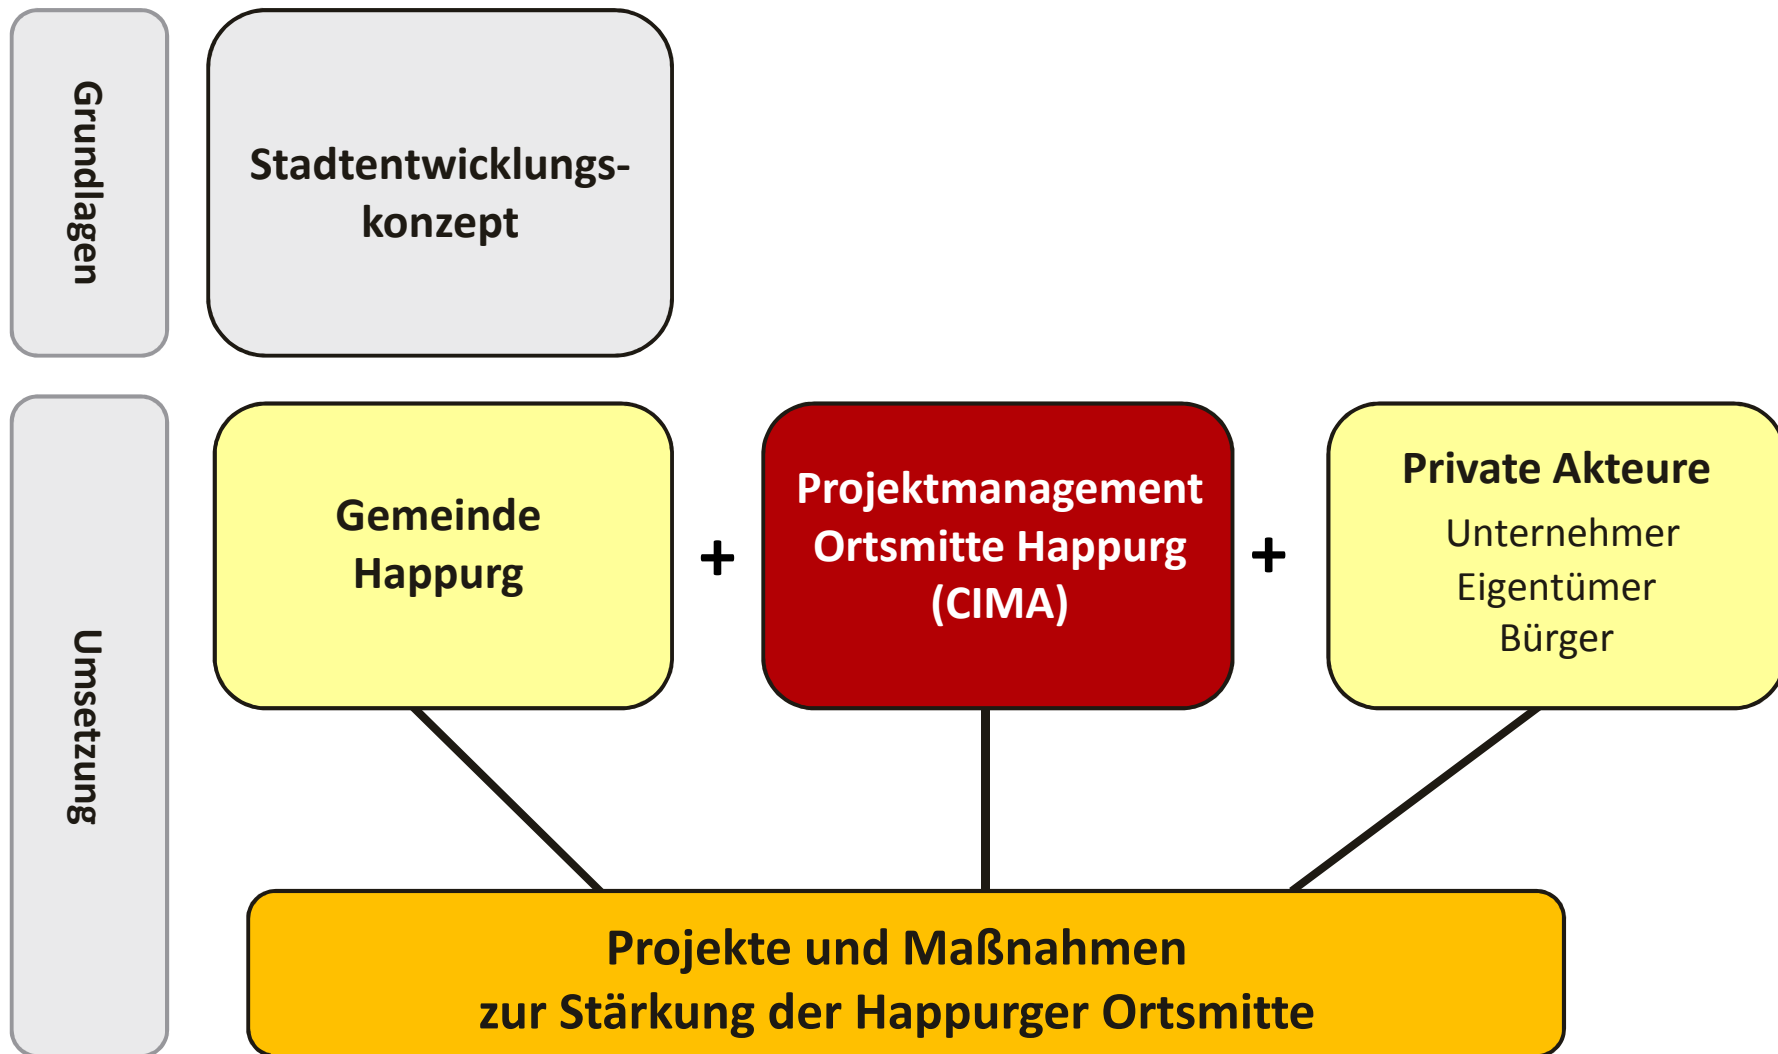 Grundlagen
Stadtentwicklungs-
konzept
Umsetzung
Gemeinde
Happurg
+
Projektmanagement
Ortsmitte Happurg
(CIMA)
+
Private Akteure
Unternehmer
Eigentümer
Bürger
Projekte und Maßnahmen
zur Stärkung der Happurger Ortsmitte